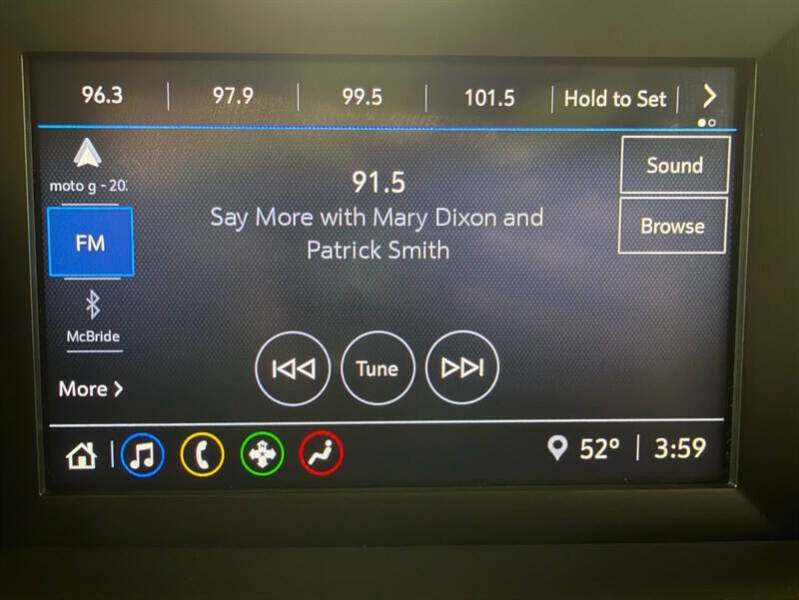 96.3 | 97.9 | 99.5 | 101.5 | Hold to Set |
moto g - 20
91.5
Sound
Say More with Mary Dixon and
Patrick Smith
FM
Browse
McBride
Tune
More
52° | 3:59